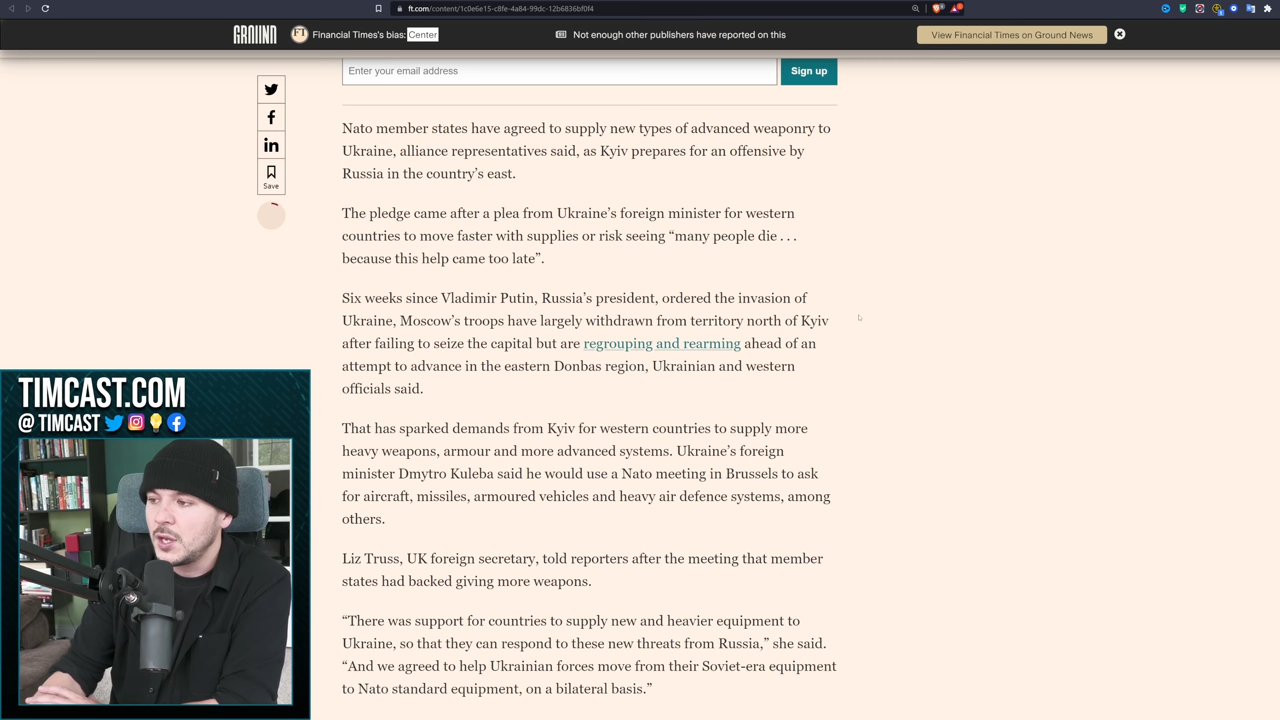 ft.com/content/1c0e6e15-c8fe-4a84-99dc-12b6836bf0f4
GROUND
FT
Financial Times's bias: Center
Not enough other publishers have reported on this
View Financial Times on Ground News
Enter your email address
Sign up
Save
Nato member states have agreed to supply new types of advanced weaponry to
Ukraine, alliance representatives said, as Kyiv prepares for an offensive by
Russia in the country’s east.
The pledge came after a plea from Ukraine’s foreign minister for western
countries to move faster with supplies or risk seeing “many people die . . .
because this help came too late”.
Six weeks since Vladimir Putin, Russia’s president, ordered the invasion of
Ukraine, Moscow’s troops have largely withdrawn from territory north of Kyiv
after failing to seize the capital but are regrouping and rearming ahead of an
attempt to advance in the eastern Donbas region, Ukrainian and western
officials said.
That has sparked demands from Kyiv for western countries to supply more
heavy weapons, armour and more advanced systems. Ukraine’s foreign
minister Dmytro Kuleba said he would use a Nato meeting in Brussels to ask
for aircraft, missiles, armoured vehicles and heavy air defence systems, among
others.
Liz Truss, UK foreign secretary, told reporters after the meeting that member
states had backed giving more weapons.
“There was support for countries to supply new and heavier equipment to
Ukraine, so that they can respond to these new threats from Russia,” she said.
“And we agreed to help Ukrainian forces move from their Soviet-era equipment
to Nato standard equipment, on a bilateral basis.”
TIMCAST.COM
@ TIMCAST